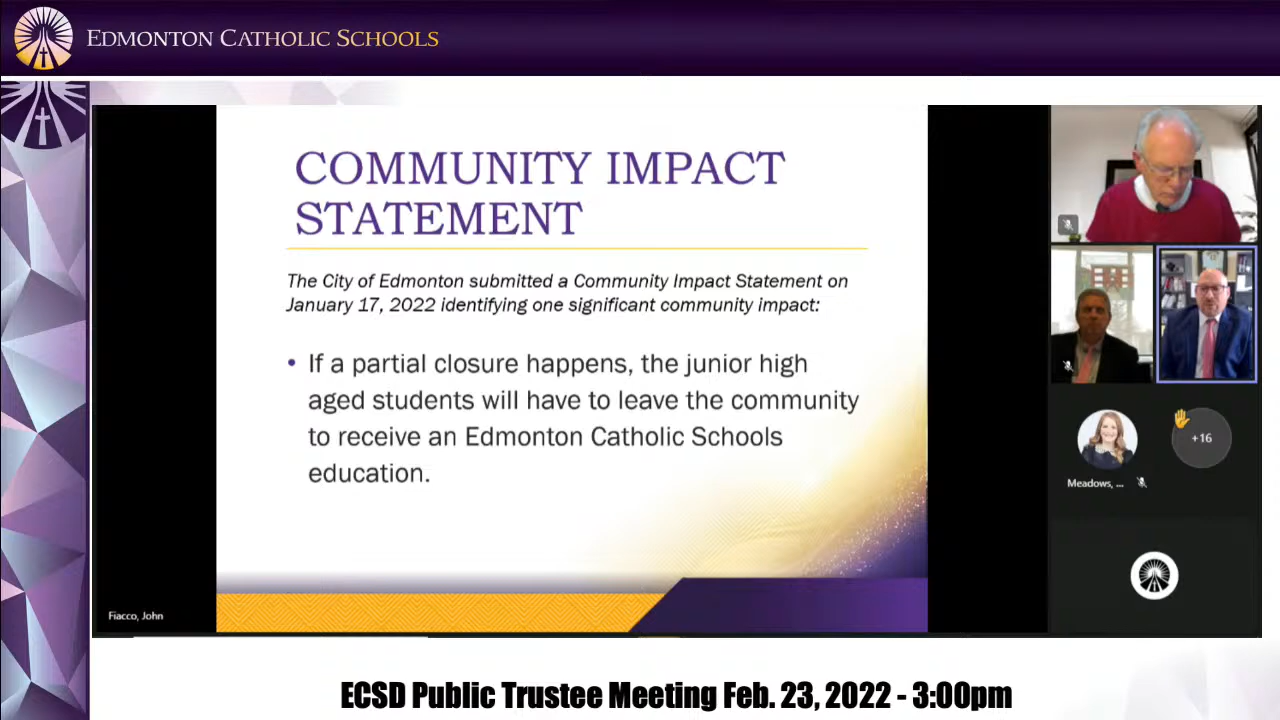 EDMONTON CATHOLIC SCHOOLS
COMMUNITY IMPACT
STATEMENT
The City of Edmonton submitted a Community Impact Statement on
January 17, 2022 identifying one significant community impact:
• If a partial closure happens, the junior high
aged students will have to leave the community
to receive an Edmonton Catholic Schools
education.
Fiacco, John
+16
Meadows, ...
ECSD Public Trustee Meeting Feb. 23, 2022 - 3:00pm